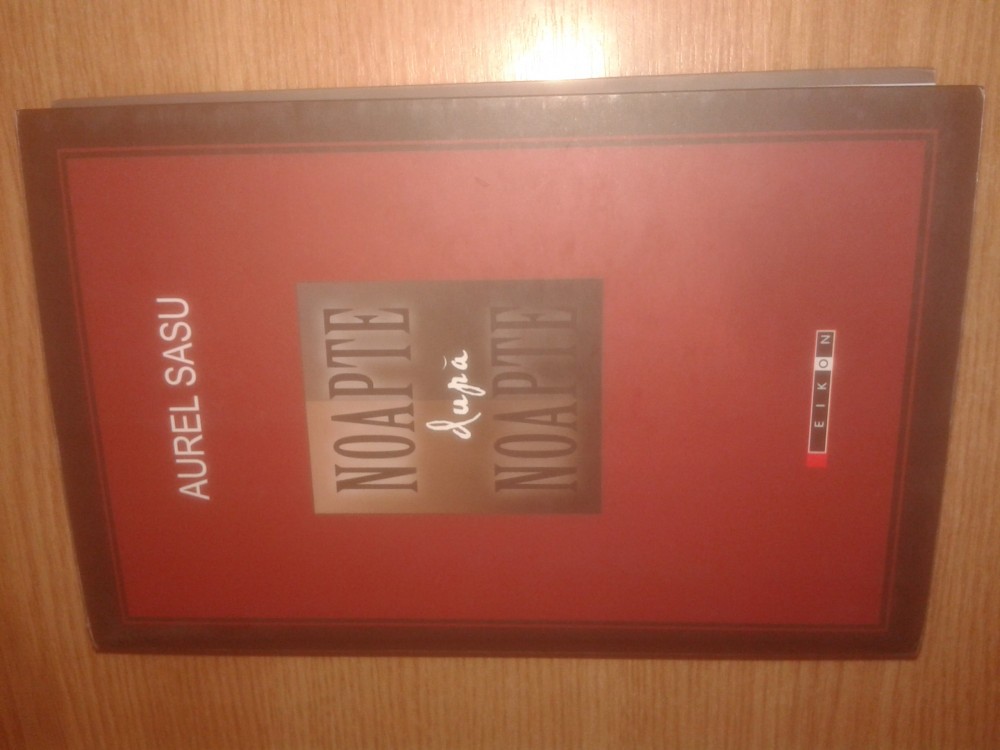 AUREL SASU
NOAPTE
după
NOAPTE
EIKON